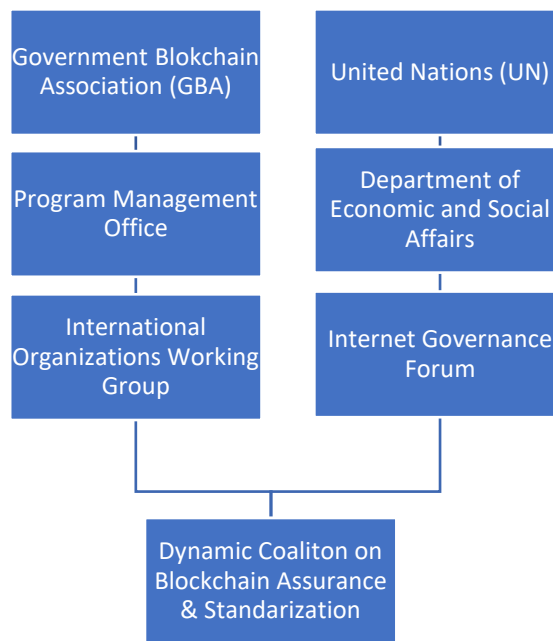 Government Blokchain
Association (GBA)
United Nations (UN)
Program Management
Office
Department of
Economic and Social
Affairs
International
Organizations Working
Group
Internet Governance
Forum
Dynamic Coaliton on
Blockchain Assurance
& Standarization